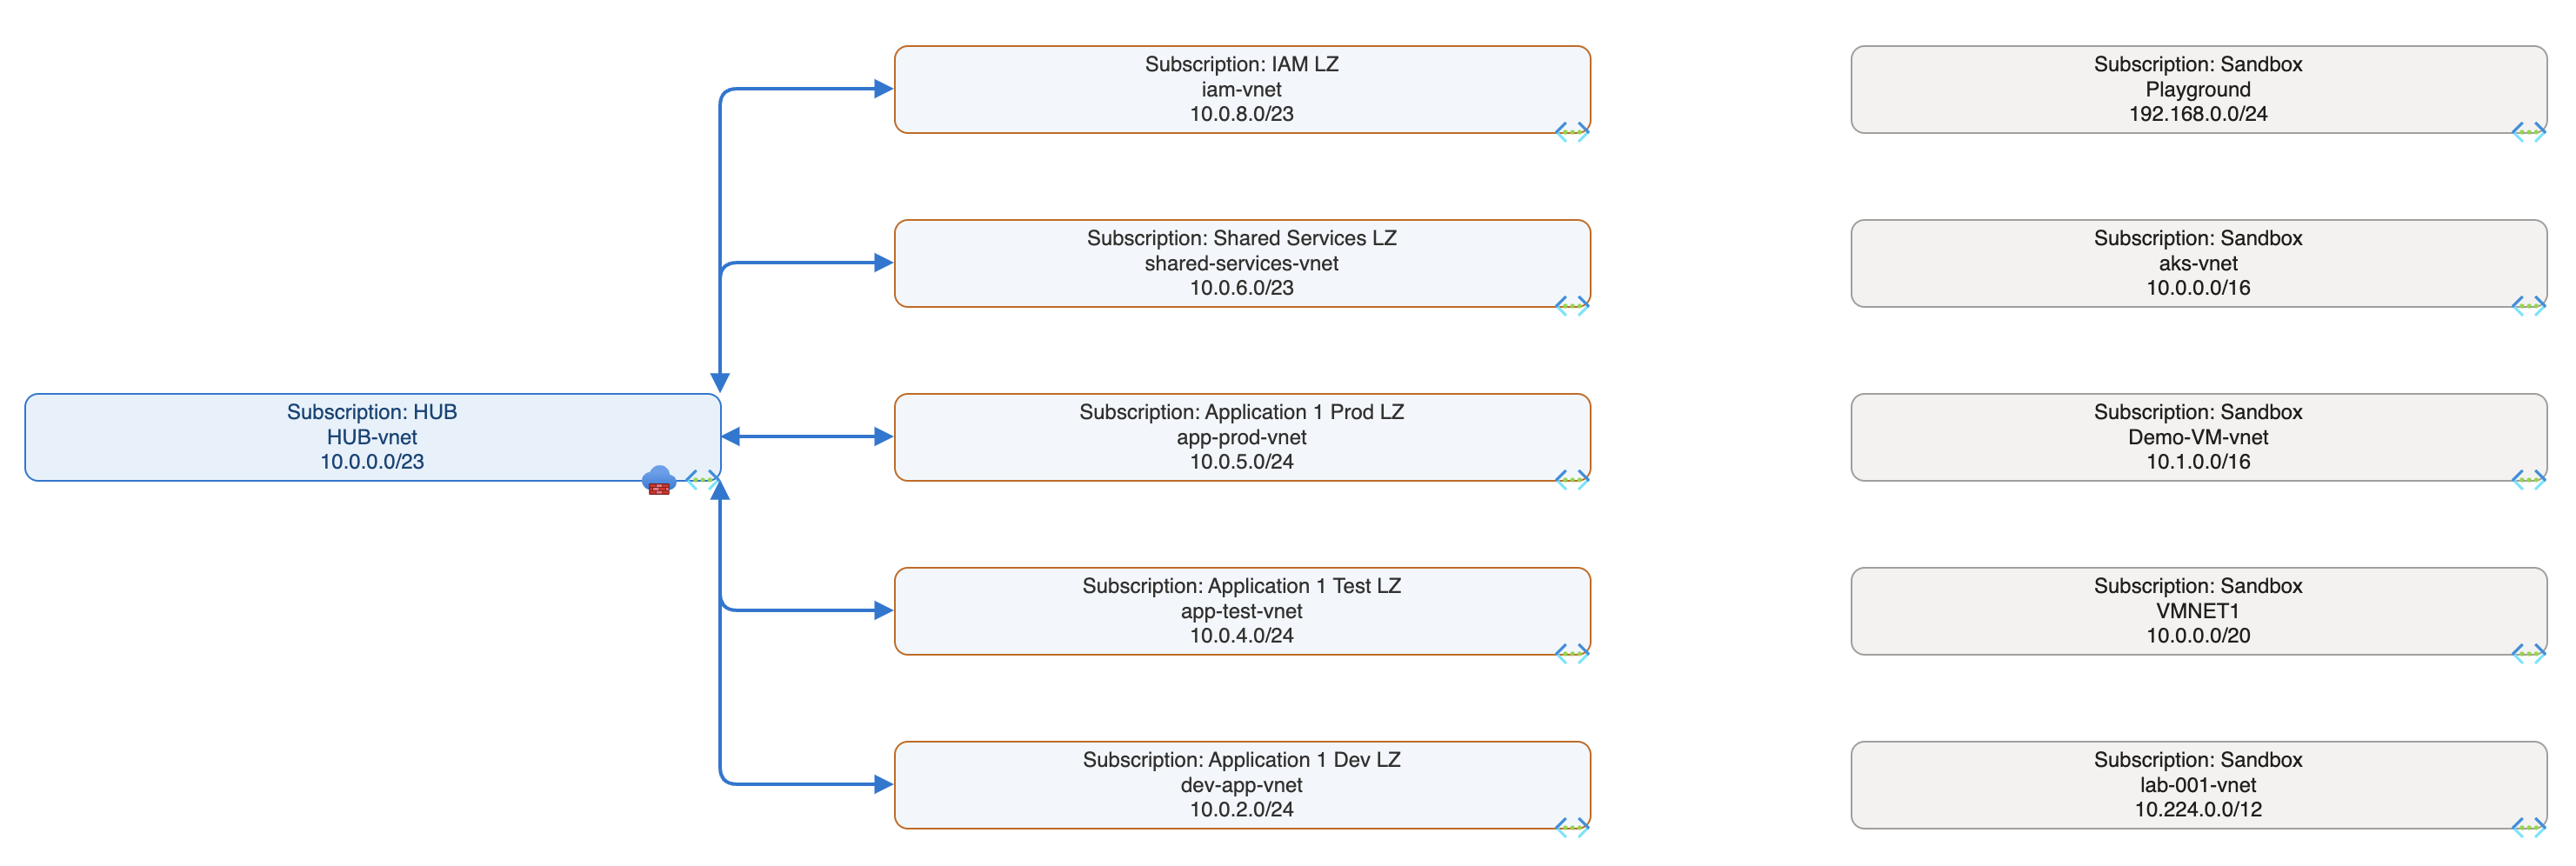 Subscription: HUB
HUB-vnet
10.0.0.0/23
Subscription: IAM LZ
iam-vnet
10.0.8.0/23
Subscription: Shared Services LZ
shared-services-vnet
10.0.6.0/23
Subscription: Application 1 Prod LZ
app-prod-vnet
10.0.5.0/24
Subscription: Application 1 Test LZ
app-test-vnet
10.0.4.0/24
Subscription: Application 1 Dev LZ
dev-app-vnet
10.0.2.0/24
Subscription: Sandbox
Playground
192.168.0.0/24
Subscription: Sandbox
aks-vnet
10.0.0.0/16
Subscription: Sandbox
Demo-VM-vnet
10.1.0.0/16
Subscription: Sandbox
VMNET1
10.0.0.0/20
Subscription: Sandbox
lab-001-vnet
10.224.0.0/12